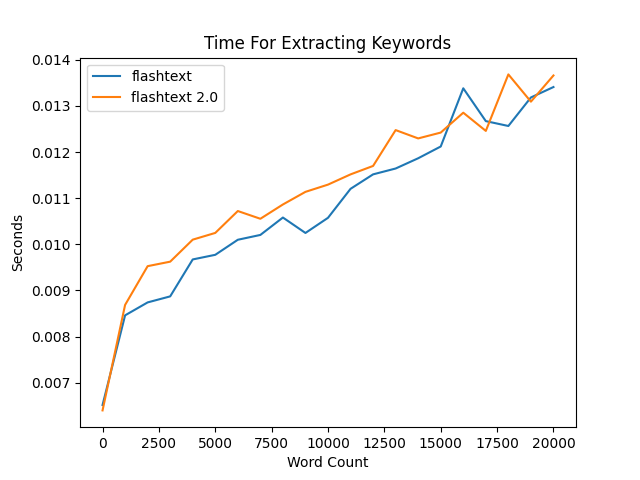 Time For Extracting Keywords
flashtext
flashtext 2.0
0.014
0.013
0.012
0.011
0.010
0.009
0.008
0.007
Seconds
0 2500 5000 7500 10000 12500 15000 17500 20000
Word Count